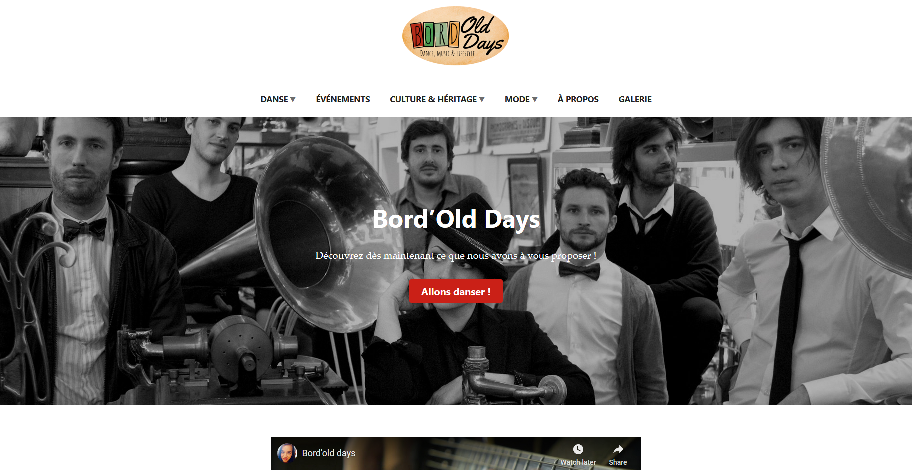 BORD Old
Days
DANSE ÉVÉNEMENTS CULTURE & HÉRITAGE MODE À PROPOS GALERIE
Bord'Old Days
Découvrez dès maintenant ce que nous avons à vous proposer !
Allons danser !
Bord'old days
Watch later Share